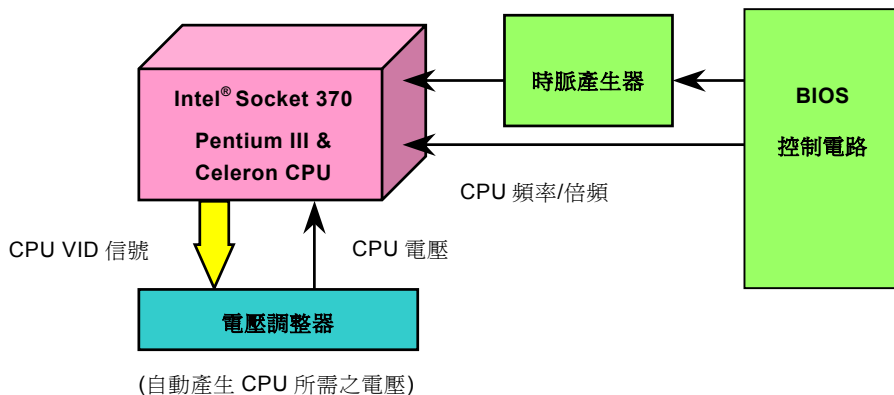 Intel® Socket 370
Pentium III &
Celeron CPU
時脈產生器
BIOS
控制電路
CPU 頻率/倍頻
CPU VID 信號
CPU 電壓
電壓調整器
(自動產生 CPU 所需之電壓)